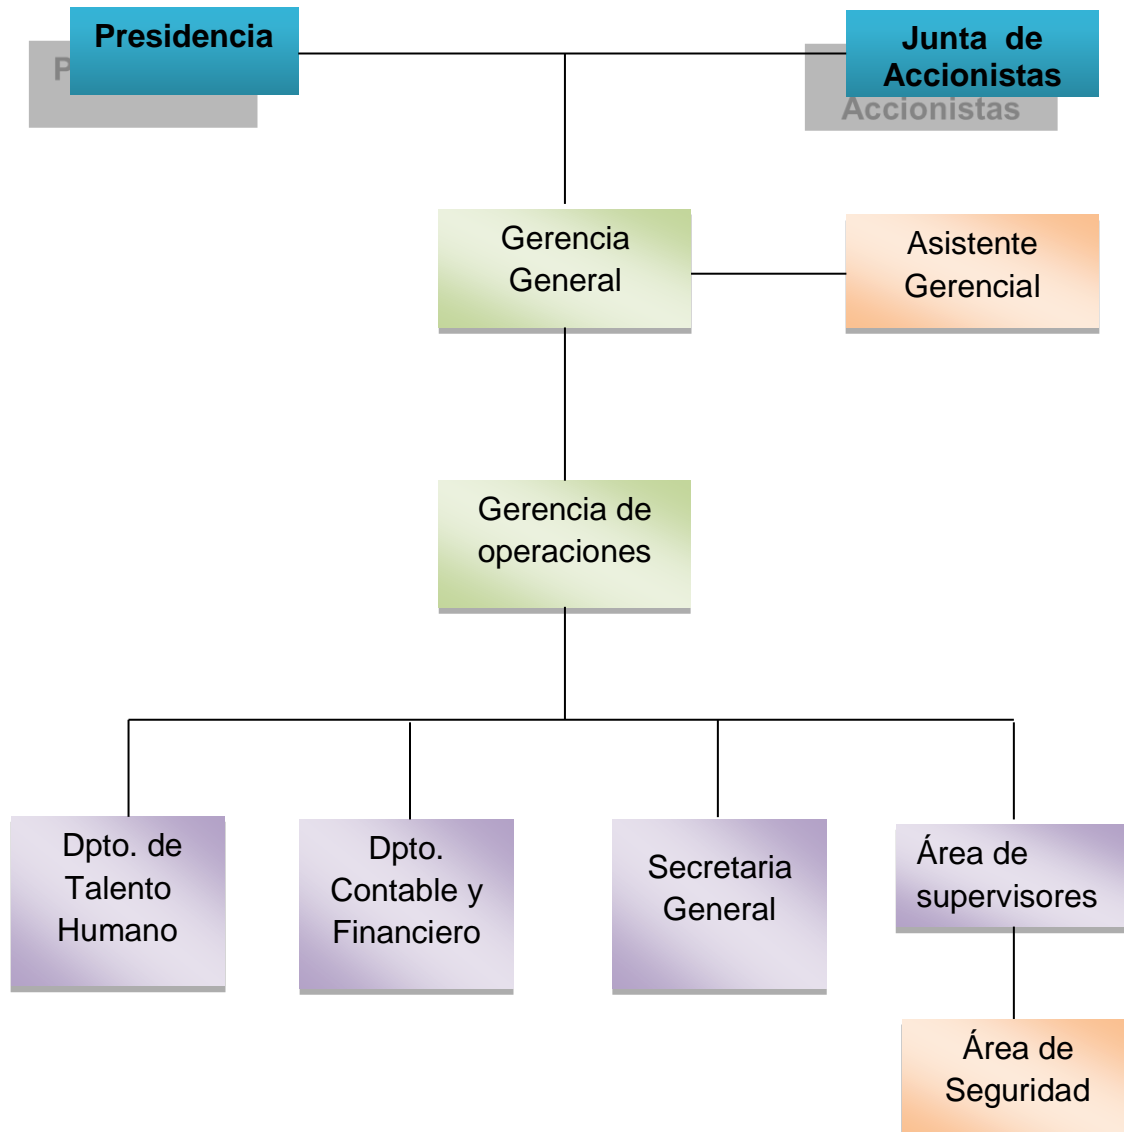 Presidencia
Junta de
Accionistas
P
Accionistas
Gerencia
General
Asistente
Gerencial
Gerencia de
operaciones
Dpto. de
Talento
Humano
Dpto.
Contable y
Financiero
Secretaria
General
Área de
supervisores
Área de
Seguridad